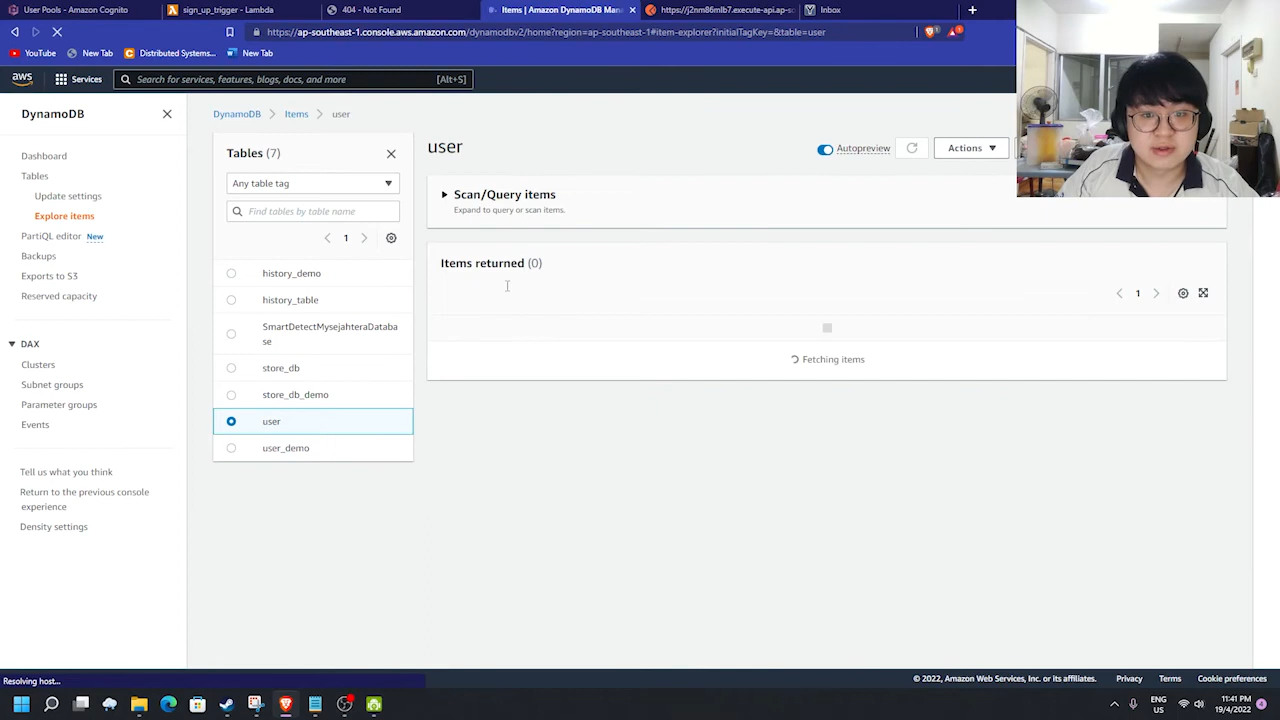 User Pools - Amazon Cognito
sign_up_trigger - Lambda
404 - Not Found
Items | Amazon DynamoDB Man
https://j2nm86mlb7.execute-api.ap-so
Inbox
https://ap-southeast-1.console.aws.amazon.com/dynamodbv2/home?region=ap-southeast-1#item-explorer?initialTagKey=&table=user
YouTube
New Tab
Distributed Systems...
New Tab
aws
Services
Search for services, features, blogs, docs, and more
[Alt+S]
DynamoDB
Dashboard
Tables
Update settings
Explore items
PartiQL editor New
Backups
Exports to S3
Reserved capacity
DAX
Clusters
Subnet groups
Parameter groups
Events
Tell us what you think
Return to the previous console
experience
Density settings
DynamoDB > Items > user
Tables (7)
Any table tag
Find tables by table name
1
history_demo
history_table
SmartDetectMysejahteraDataba
se
store_db
store_db_demo
user
user_demo
user
Autopreview
Actions
Scan/Query items
Expand to query or scan items.
Items returned (0)
1
Fetching items
Resolving host...
© 2022, Amazon Web Services, Inc. or its affiliates.
Privacy
Terms
Cookie preferences
ENG
US
11:41 PM
19/4/2022
4